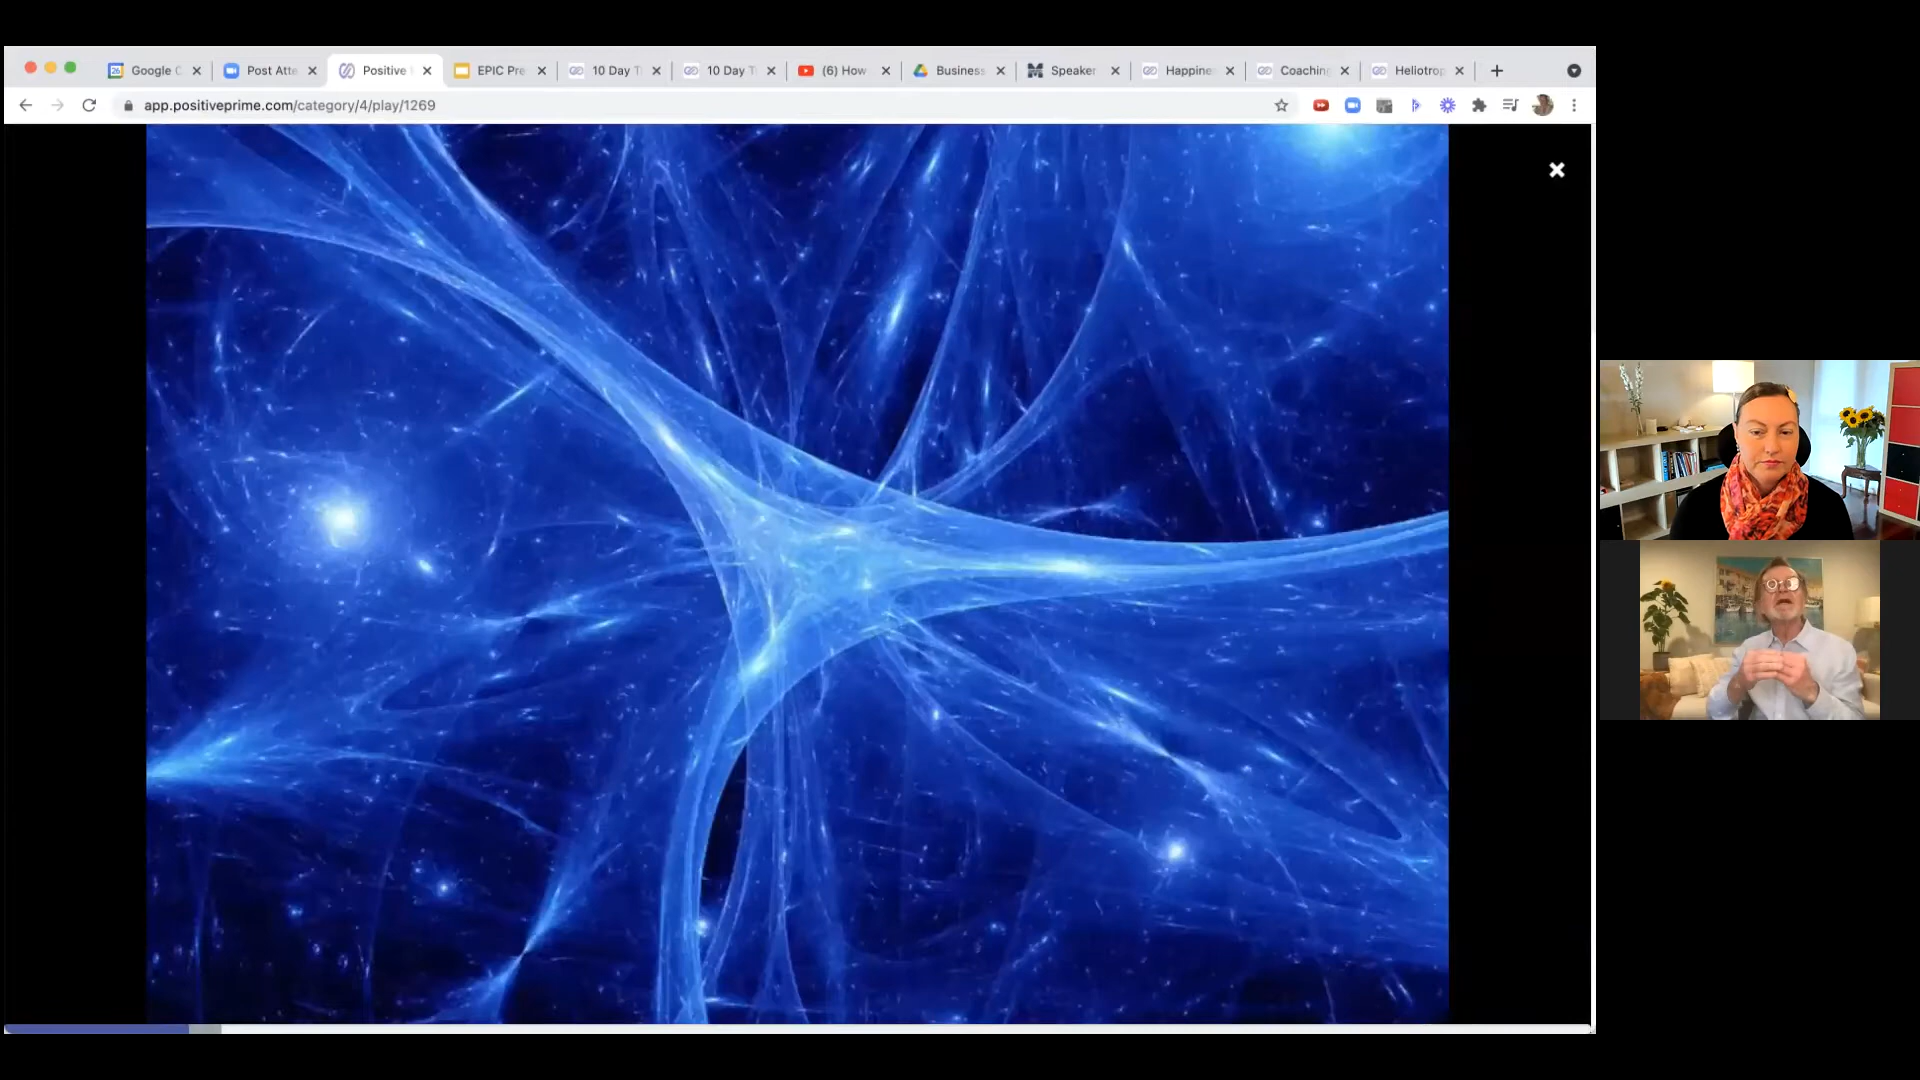 Google C
Post Atte
Positive
EPIC Pre
10 Day T
10 Day T
(6) How
Business
Speaker
Happine
Coaching
Heliotrop
app.positiveprime.com/category/4/play/1269